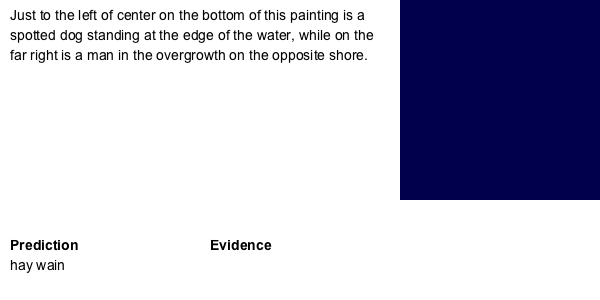 Just to the left of center on the bottom of this painting is a
spotted dog standing at the edge of the water, while on the
far right is a man in the overgrowth on the opposite shore.
Prediction Evidence
hay wain